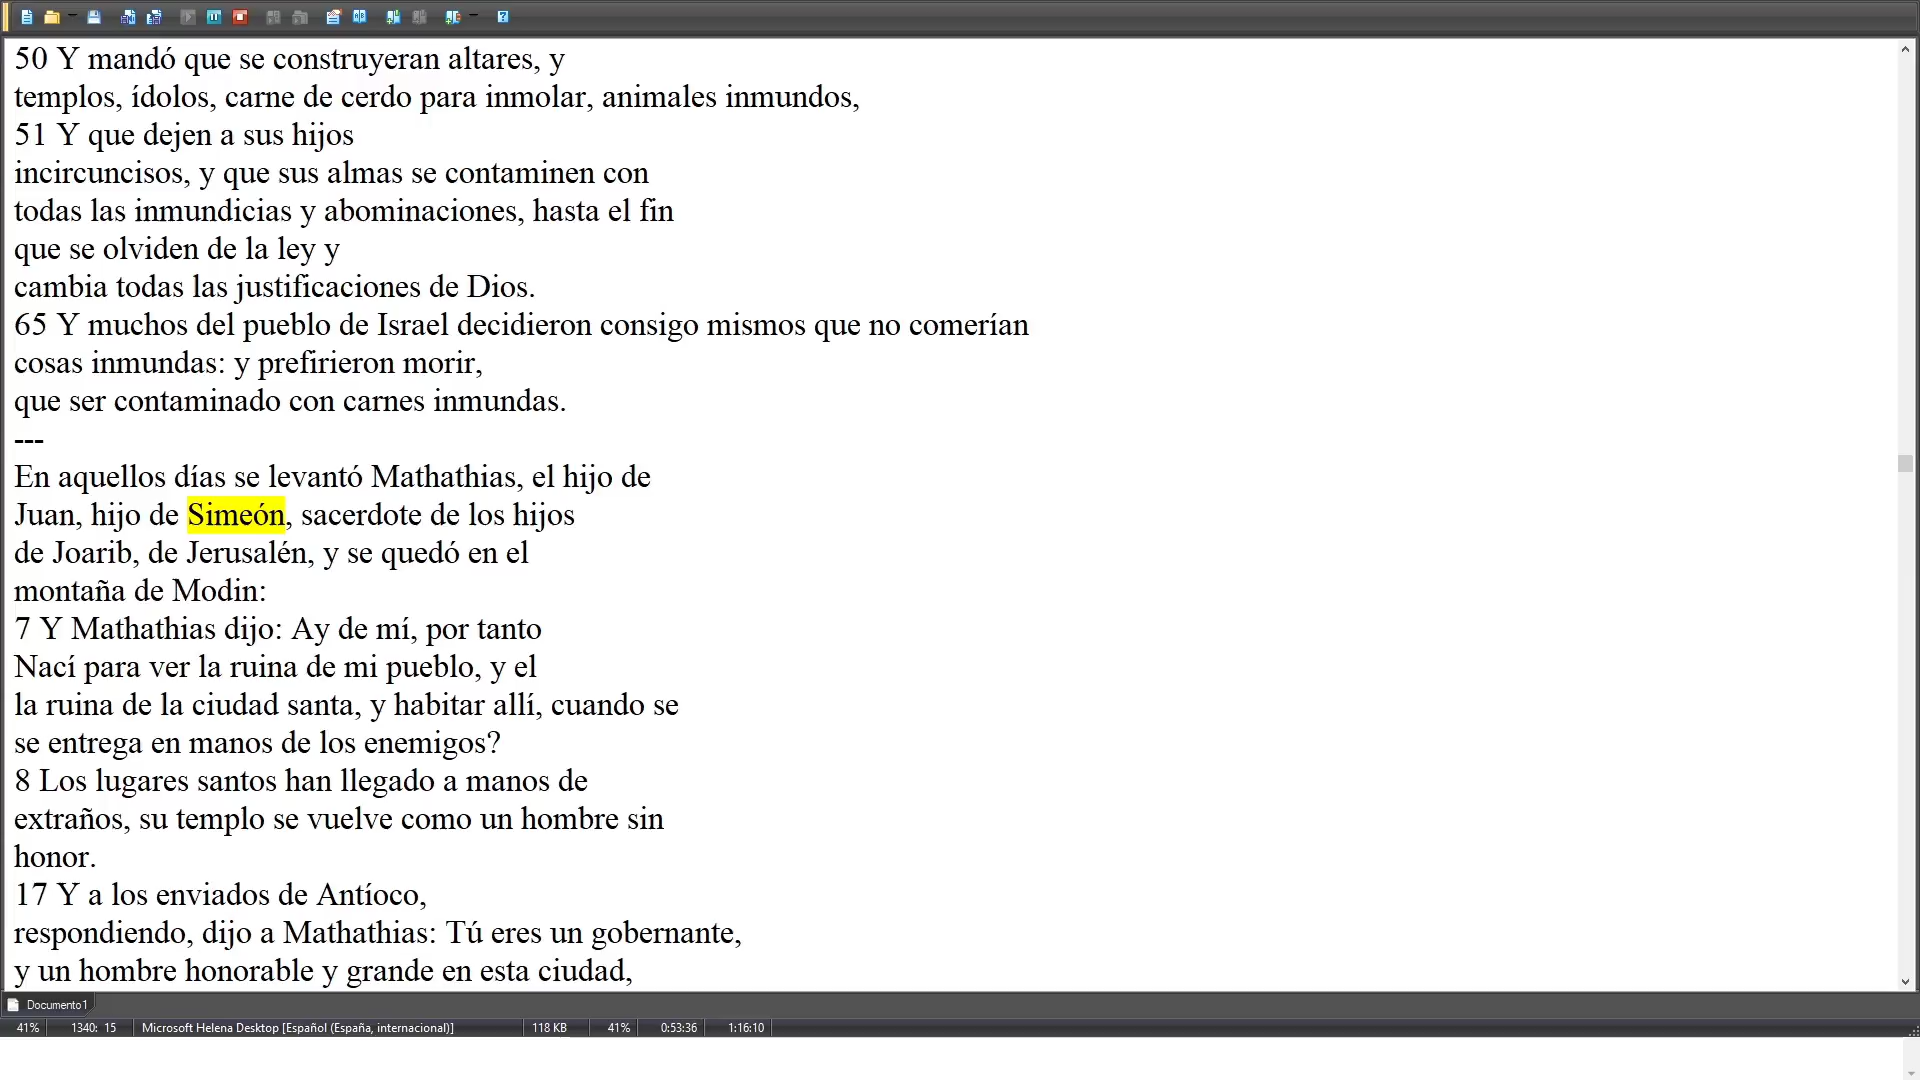 50 Y mandó que se construyeran altares, y
templos, ídolos, carne de cerdo para inmolar, animales inmundos,
51 Y que dejen a sus hijos
incircuncisos, y que sus almas se contaminen con
todas las inmundicias y abominaciones, hasta el fin
que se olviden de la ley y
cambia todas las justificaciones de Dios.
65 Y muchos del pueblo de Israel decidieron consigo mismos que no comerían
cosas inmundas: y prefirieron morir,
que ser contaminado con carnes inmundas.
---
En aquellos días se levantó Mathathias, el hijo de
Juan, hijo de Simeón, sacerdote de los hijos
de Joarib, de Jerusalén, y se quedó en el
montaña de Modin:
7 Y Mathathias dijo: Ay de mí, por tanto
Nací para ver la ruina de mi pueblo, y el
la ruina de la ciudad santa, y habitar allí, cuando se
se entrega en manos de los enemigos?
8 Los lugares santos han llegado a manos de
extraños, su templo se vuelve como un hombre sin
honor.
17 Y a los enviados de Antíoco,
respondiendo, dijo a Mathathias: Tú eres un gobernante,
y un hombre honorable y grande en esta ciudad,
Documento1
41% 1340: 15 Microsoft Helena Desktop [Español (España, internacional)] 118 KB 41% 0:53:36 1:16:10